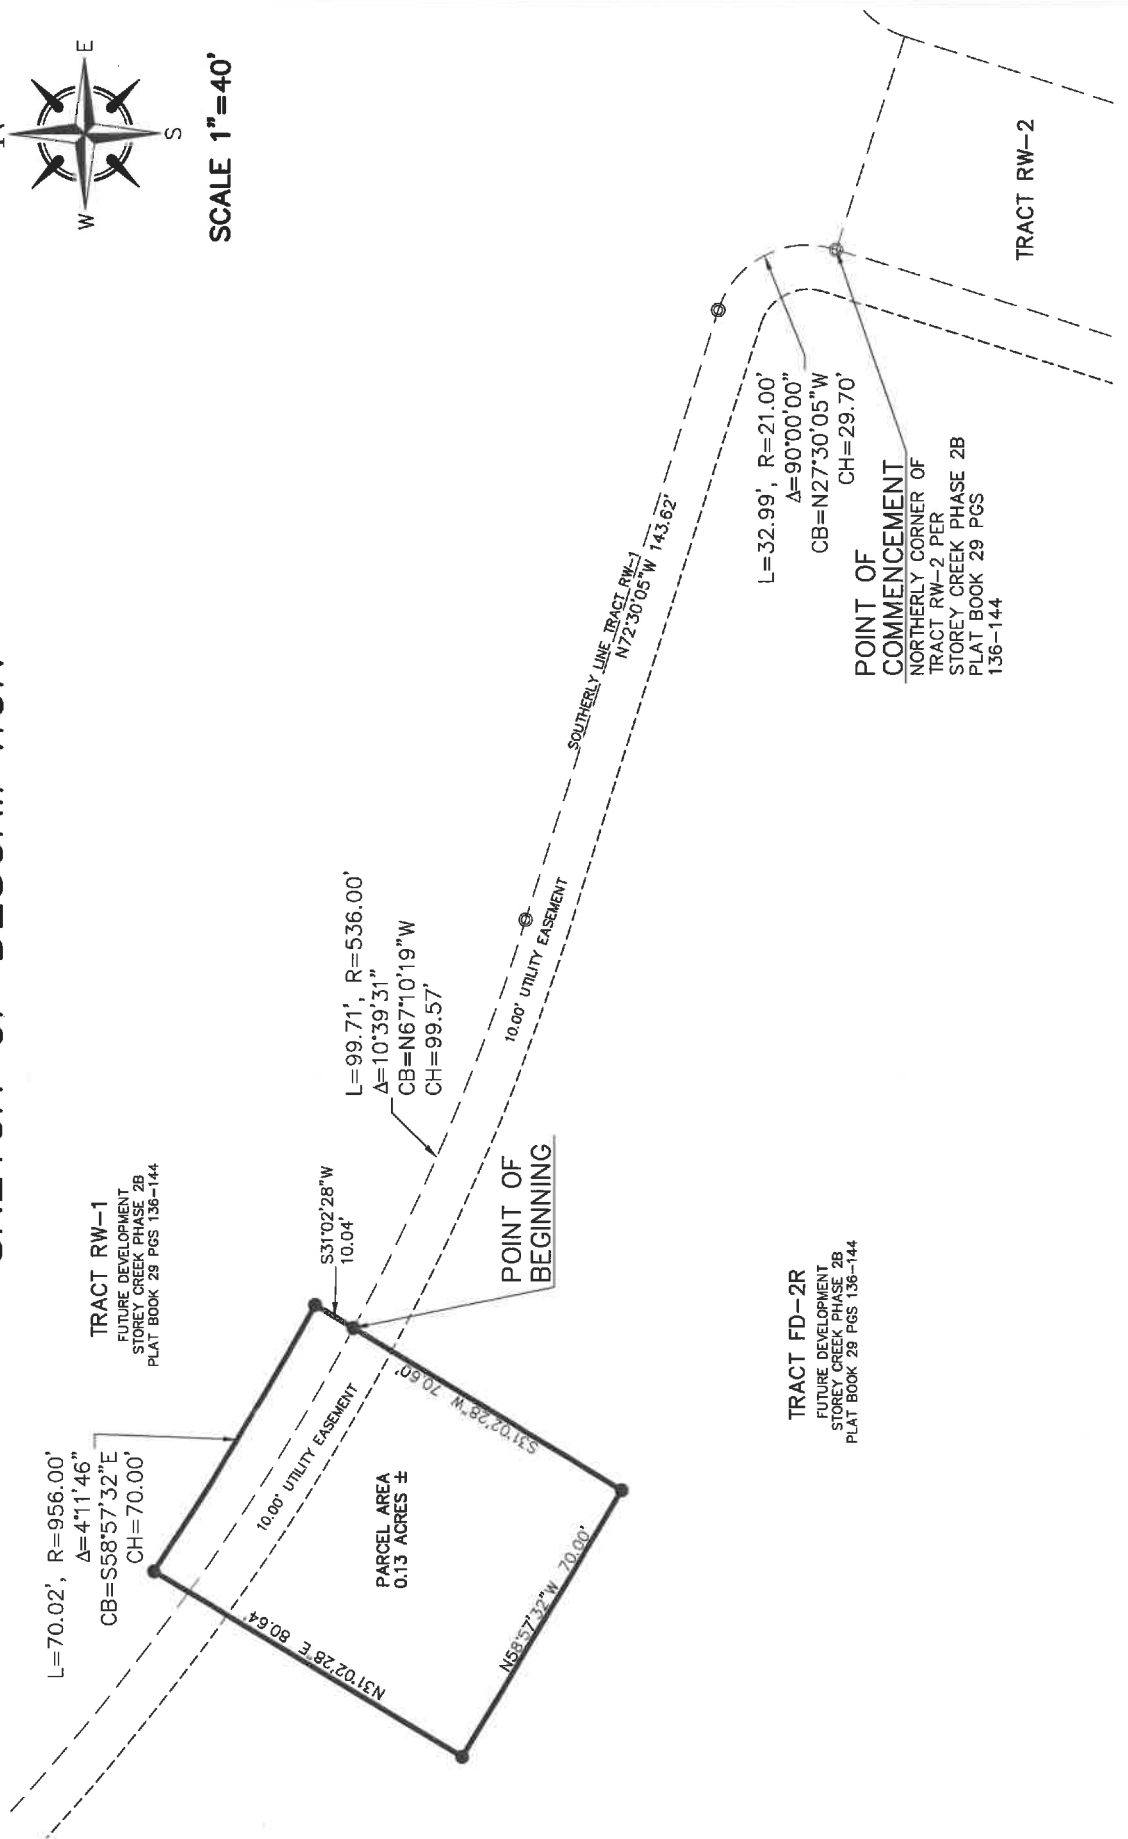 N
W
E
S
SCALE 1"=40'
TRACT RW-1
FUTURE DEVELOPMENT
STOREY CREEK PHASE 2B
PLAT BOOK 29 PGS 136-144
L=70.02', R=956.00'
Δ=4°11'46"
CB=S58°57'32"E
CH=70.00'
S31°02'28"W
10.04'
L=99.71', R=536.00'
Δ=10°39'31"
CB=N67°10'19"W
CH=99.57'
10.00' UTILITY EASEMENT
N31°02'28"E 80.64'
S31°02'28"W 70.60'
PARCEL AREA
0.13 ACRES ±
N58°57'32"W 70.00'
POINT OF
BEGINNING
10.00' UTILITY EASEMENT
SOUTHERLY LINE TRACT RW-1
N72°30'05"W 143.62'
L=32.99', R=21.00'
Δ=90°00'00"
CB=N27°30'05"W
CH=29.70'
POINT OF
COMMENCEMENT
NORTHERLY CORNER OF
TRACT RW-2 PER
STOREY CREEK PHASE 2B
PLAT BOOK 29 PGS
136-144
TRACT FD-2R
FUTURE DEVELOPMENT
STOREY CREEK PHASE 2B
PLAT BOOK 29 PGS 136-144
TRACT RW-2